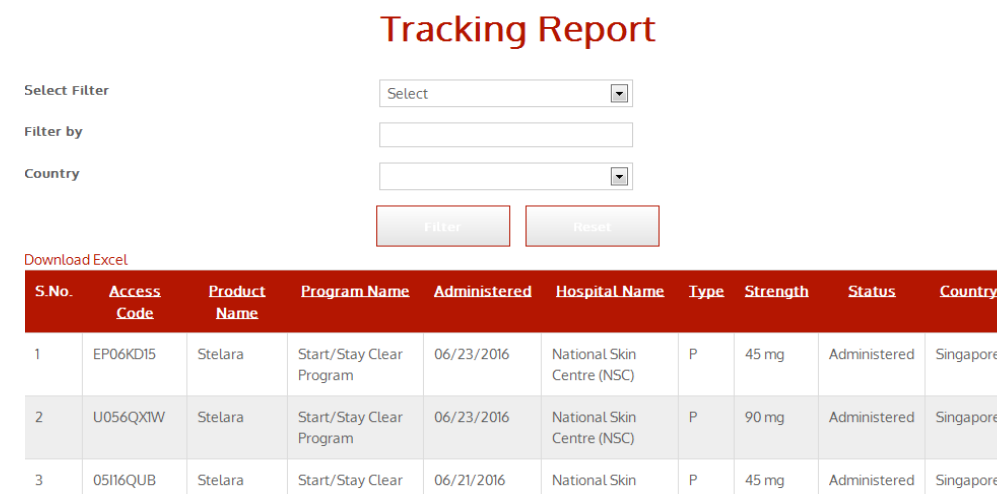 Tracking Report
Select Filter Select
Filter by
Country
Filter Reset
Download Excel
S.No. Access Product Program Name Administered Hospital Name Type Strength Status Country
Code Name
1 EP06KD15 Stelara Start/Stay Clear 06/23/2016 National Skin P 45 mg Administered Singapore
Program Centre (NSC)
2 U056QX1W Stelara Start/Stay Clear 06/23/2016 National Skin P 90 mg Administered Singapore
Program Centre (NSC)
3 05I16QUB Stelara Start/Stay Clear 06/21/2016 National Skin P 45 mg Administered Singapore